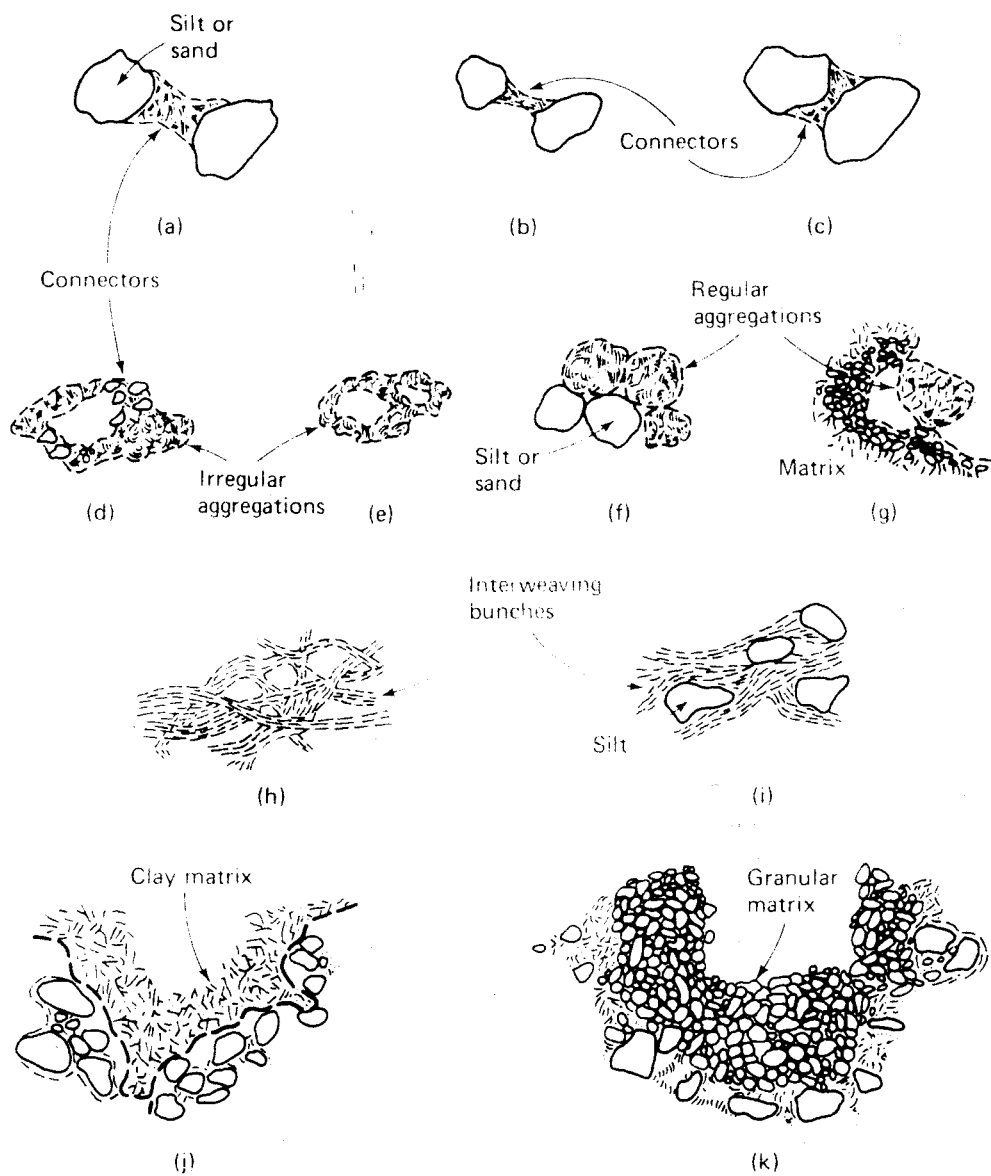 Silt or
sand
Connectors
(a)
(b)
(c)
Connectors
Regular
aggregations
Silt or
sand
Matrix
Irregular
aggregations
(d)
(e)
(f)
(g)
Interweaving
bunches
Silt
(h)
(i)
Clay matrix
Granular
matrix
(j)
(k)